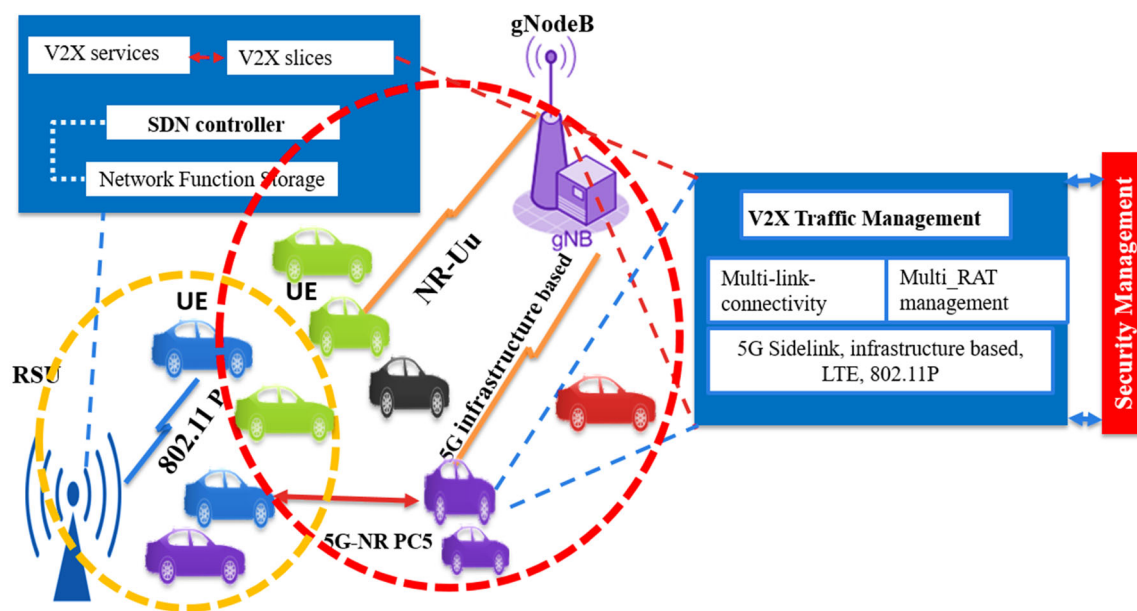 gNodeB
V2X services
V2X slices
SDN controller
Network Function Storage
gNB
NR-Uu
5G infrastructure based
UE
UE
RSU
802.11 P
5G-NR PC5
V2X Traffic Management
Multi-link-
connectivity
Multi_RAT
management
5G Sidelink, infrastructure based,
LTE, 802.11P
Security Management